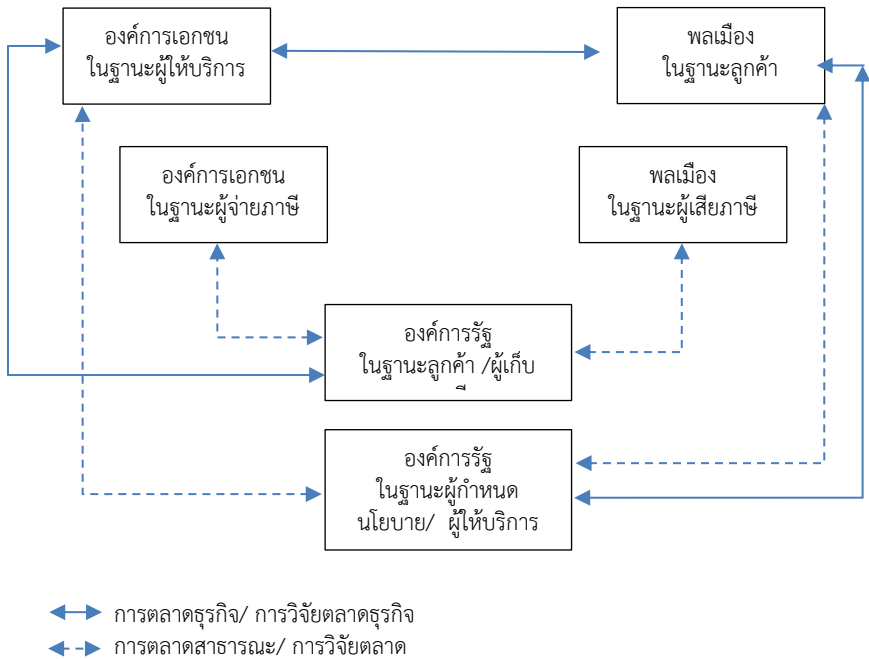 องค์การเอกชน
ในฐานะผู้ให้บริการ
พลเมือง
ในฐานะลูกค้า
องค์การเอกชน
ในฐานะผู้จ่ายภาษี
พลเมือง
ในฐานะผู้เสียภาษี
องค์การรัฐ
ในฐานะลูกค้า /ผู้เก็บ
องค์การรัฐ
ในฐานะผู้กำหนด
นโยบาย/ ผู้ให้บริการ
การตลาดธุรกิจ/ การวิจัยตลาดธุรกิจ
การตลาดสาธารณะ/ การวิจัยตลาด